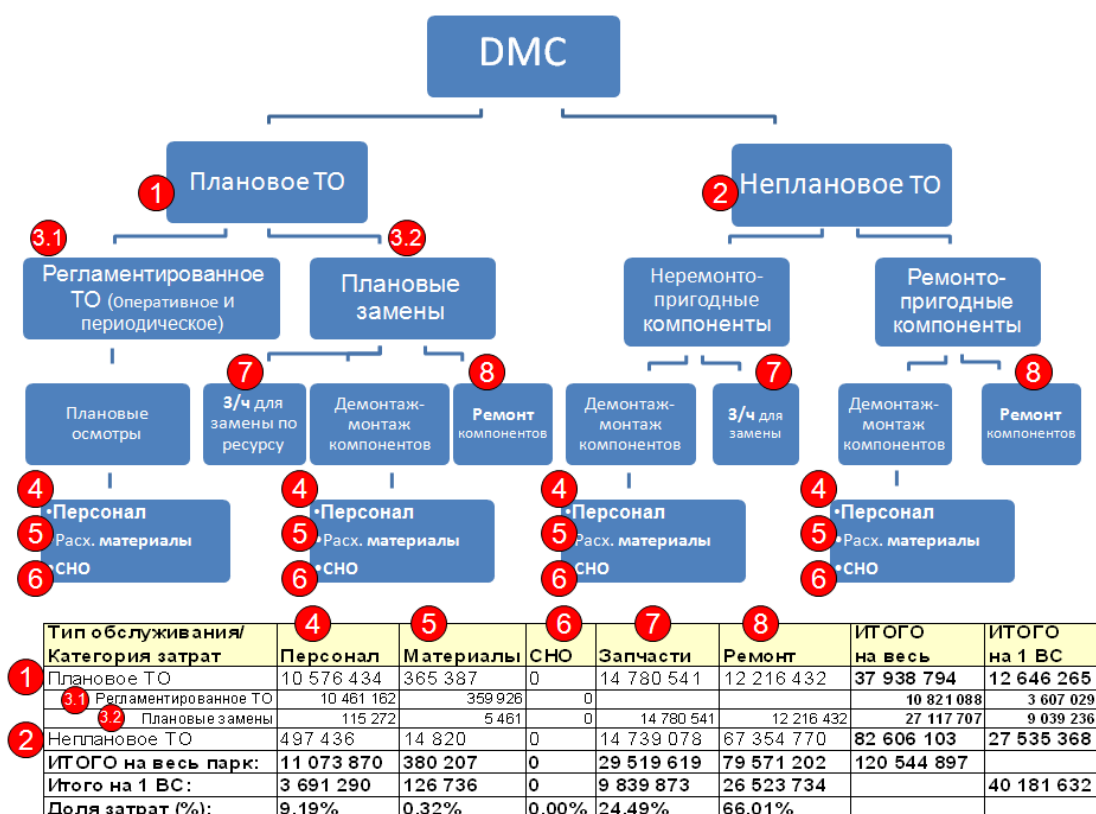 DMC
Плановое ТО
1
Неплановое ТО
2
3.1
3.2
Регламентированное
ТО (Оперативное и
периодическое)
Плановые
замены
Неремонто-
пригодные
компоненты
Ремонто-
пригодные
компоненты
7
8
7
8
Плановые
осмотры
З/ч для
замены по
ресурсу
Демонтаж-
монтаж
компонентов
Ремонт
компонентов
Демонтаж-
монтаж
компонентов
З/ч для
замены
Демонтаж-
монтаж
компонентов
Ремонт
компонентов
4
•Персонал
5
•Расх. материалы
6
•СНО
4
•Персонал
5
•Расх. материалы
6
•СНО
4
•Персонал
5
•Расх. материалы
6
•СНО
4
•Персонал
5
•Расх. материалы
6
•СНО
4 5 6 7 8
Тип обслуживания/ ИТОГО ИТОГО
Категория затрат Персонал Материалы СНО Запчасти Ремонт на весь на 1 ВС
1 Плановое ТО 10 576 434 365 387 0 14 780 541 12 216 432 37 938 794 12 646 265
3.1 Регламентированное ТО 10 461 162 359 926 0 10 821 088 3 607 029
3.2 Плановые замены 115 272 5 461 0 14 780 541 12 216 432 27 117 707 9 039 236
2 Неплановое ТО 497 436 14 820 0 14 739 078 67 354 770 82 606 103 27 535 368
ИТОГО на весь парк: 11 073 870 380 207 0 29 519 619 79 571 202 120 544 897
Итого на 1 ВС: 3 691 290 126 736 0 9 839 873 26 523 734 40 181 632
Доля затрат (%): 9.19% 0.32% 0.00% 24.49% 66.01%